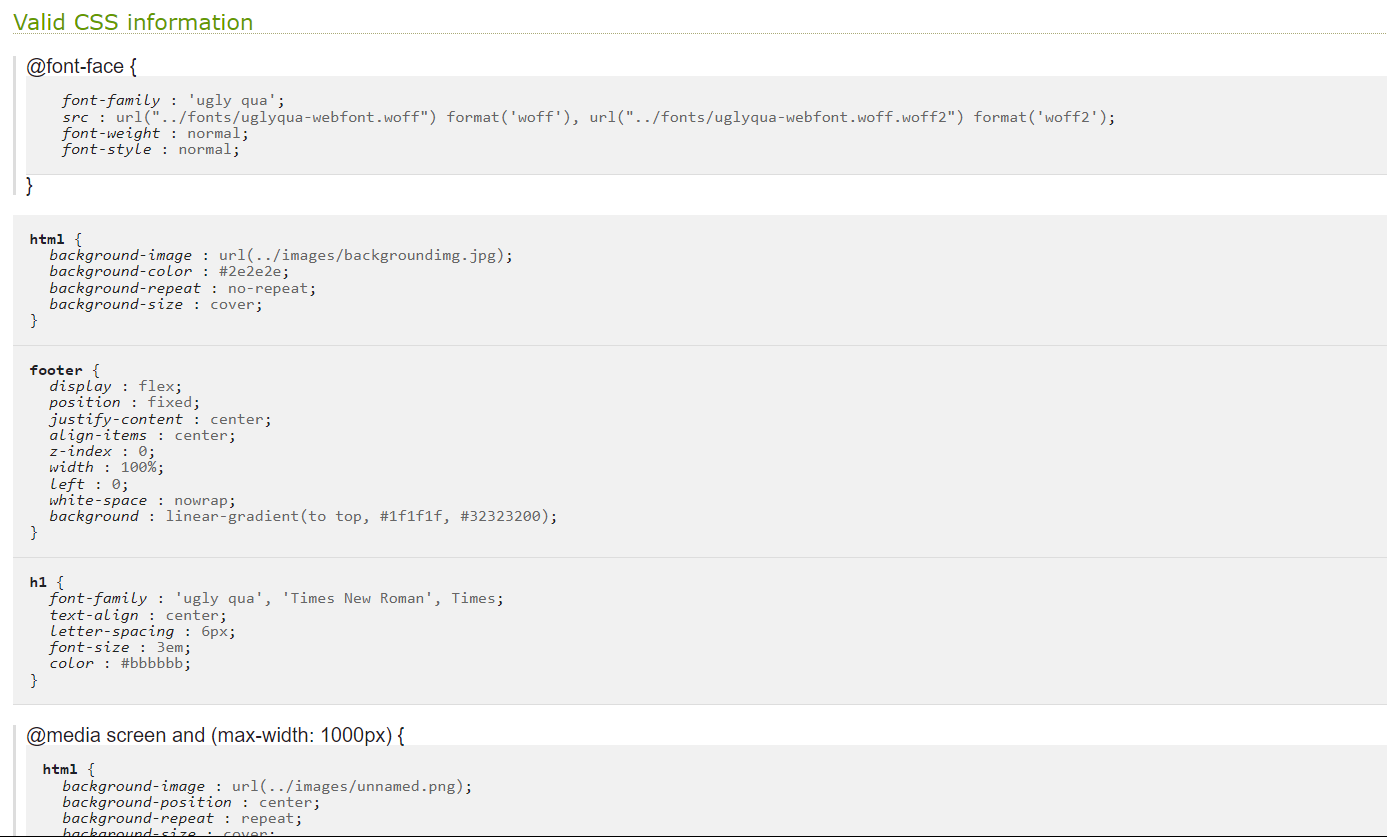 Valid CSS information
@font-face {
font-family : 'ugly qua';
src : url("../fonts/uglyqua-webfont.woff") format('woff'), url("../fonts/uglyqua-webfont.woff.woff2") format('woff2');
font-weight : normal;
font-style : normal;
}
html {
background-image : url(../images/backgroundimg.jpg);
background-color : #2e2e2e;
background-repeat : no-repeat;
background-size : cover;
}
footer {
display : flex;
position : fixed;
justify-content : center;
align-items : center;
z-index : 0;
width : 100%;
left : 0;
white-space : nowrap;
background : linear-gradient(to top, #1f1f1f, #32323200);
}
h1 {
font-family : 'ugly qua', 'Times New Roman', Times;
text-align : center;
letter-spacing : 6px;
font-size : 3em;
color : #bbbbbb;
}
@media screen and (max-width: 1000px) {
html {
background-image : url(../images/unnamed.png);
background-position : center;
background-repeat : repeat;
background-size : cover;